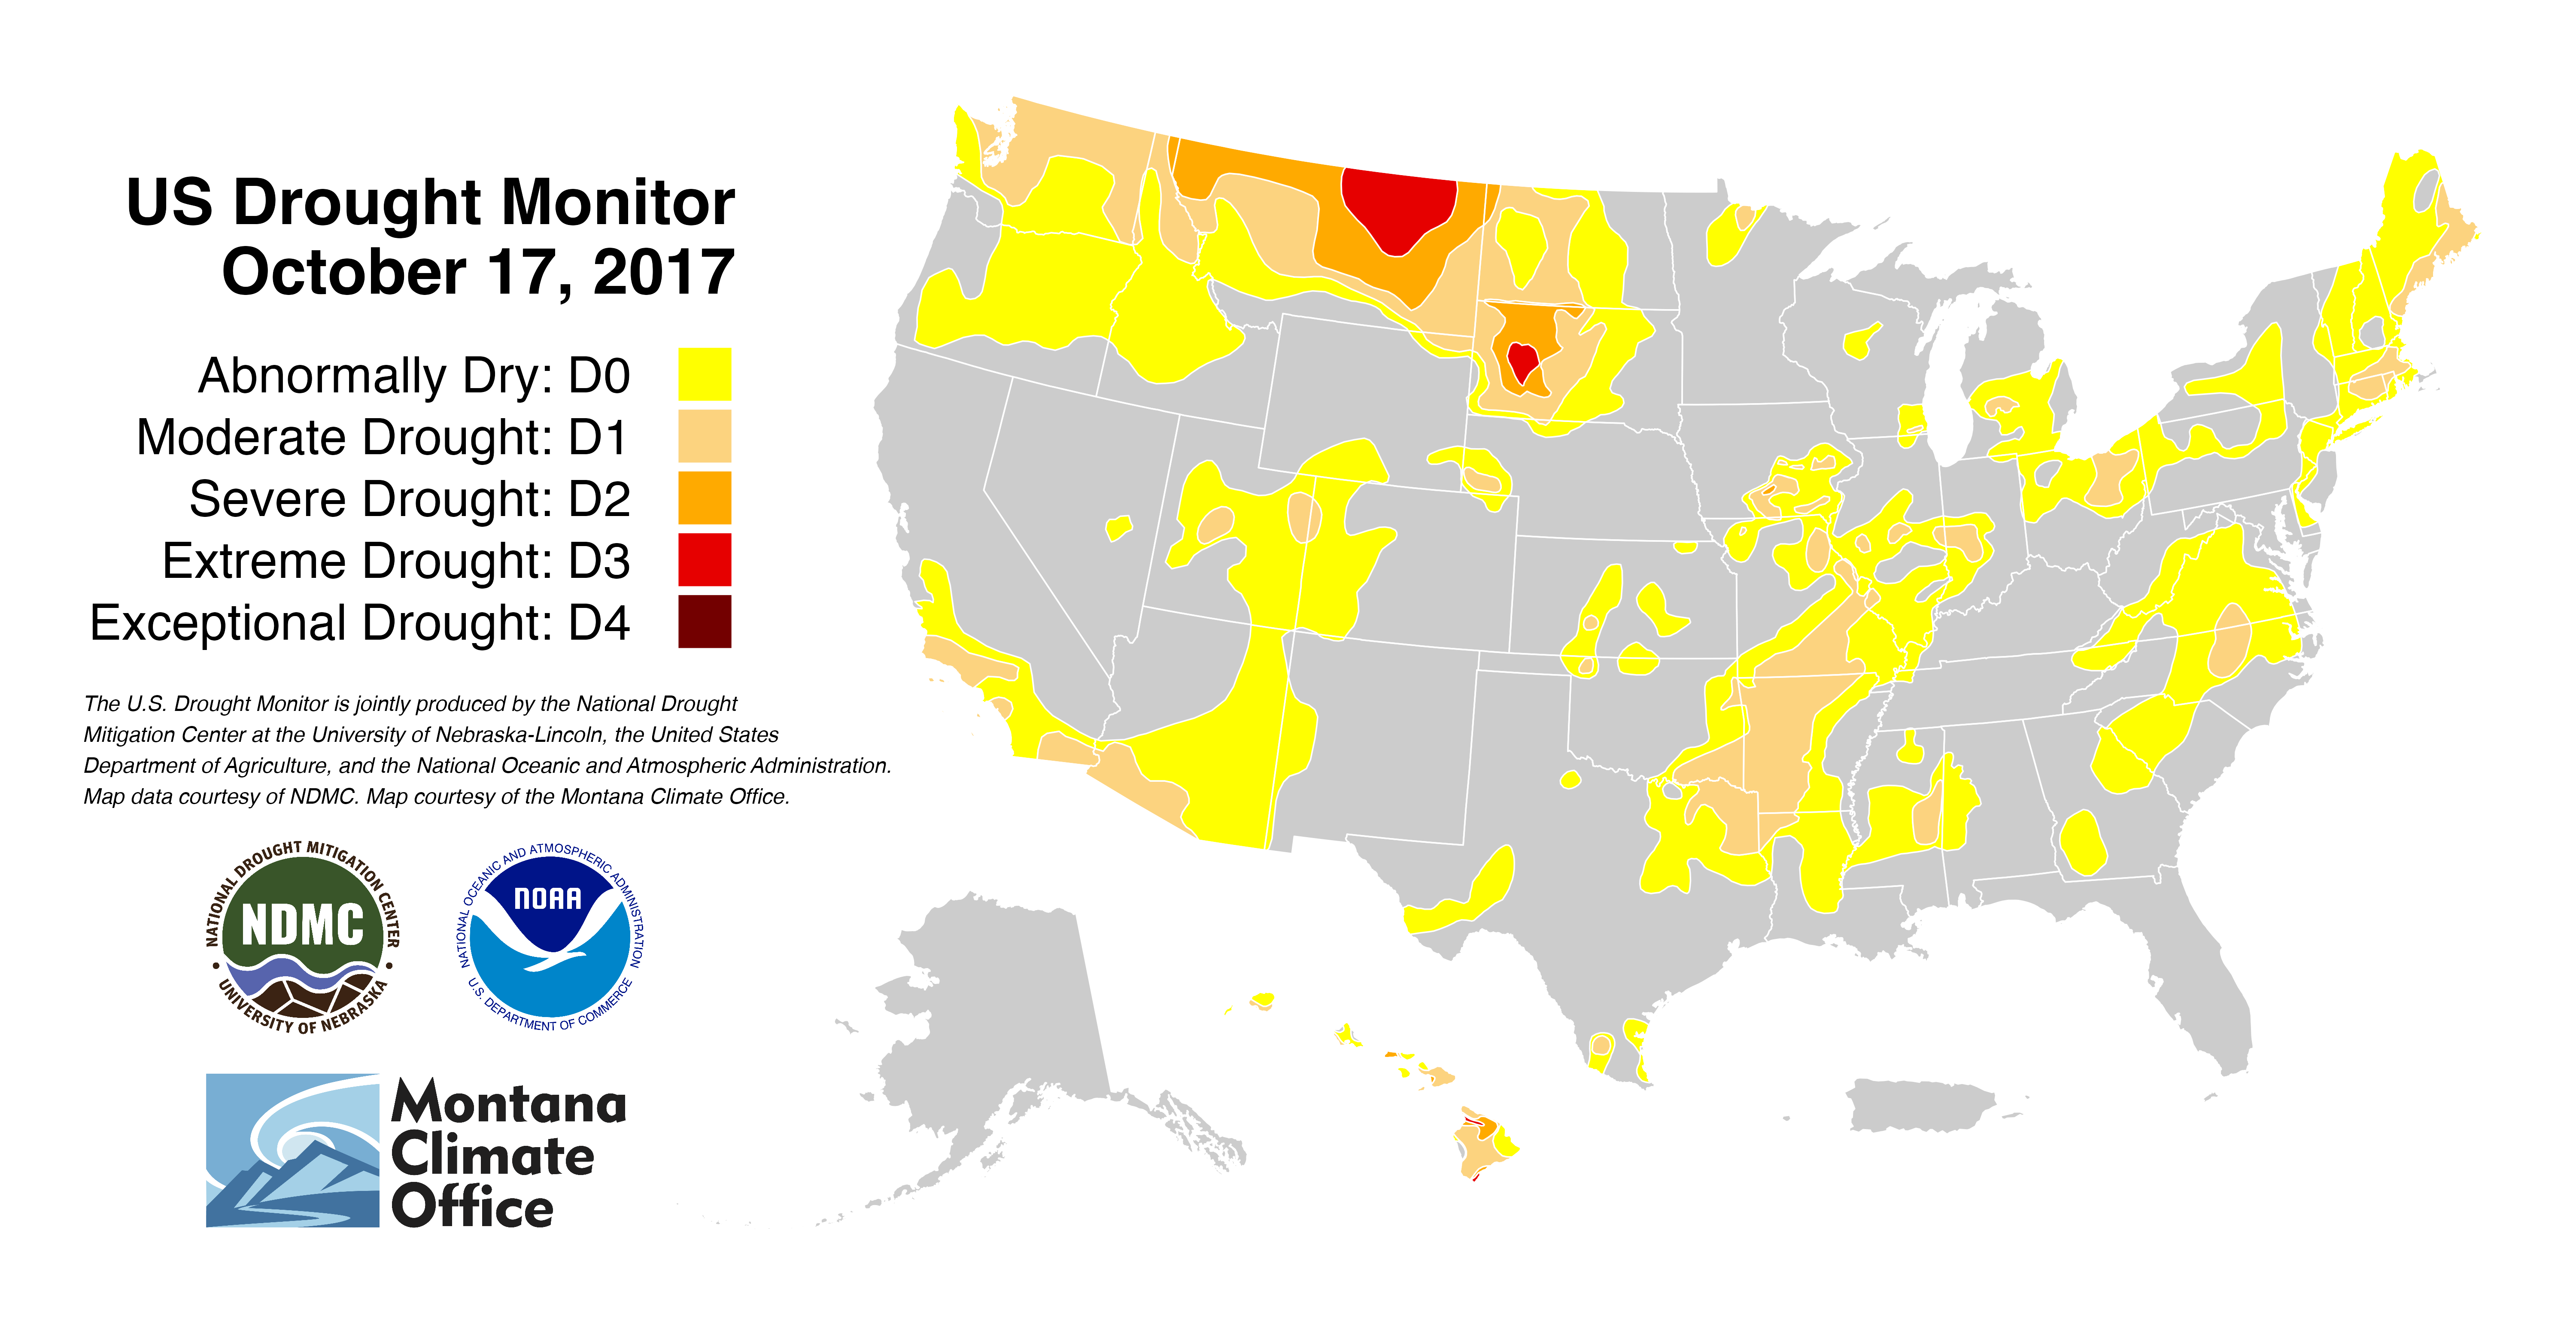 US Drought Monitor
October 17, 2017
Abnormally Dry: D0
Moderate Drought: D1
Severe Drought: D2
Extreme Drought: D3
Exceptional Drought: D4
The U.S. Drought Monitor is jointly produced by the National Drought
Mitigation Center at the University of Nebraska-Lincoln, the United States
Department of Agriculture, and the National Oceanic and Atmospheric Administration.
Map data courtesy of NDMC. Map courtesy of the Montana Climate Office.
NATIONAL DROUGHT MITIGATION CENTER
NDMC
UNIVERSITY OF NEBRASKA
NATIONAL OCEANIC AND ATMOSPHERIC ADMINISTRATION
NOAA
U.S. DEPARTMENT OF COMMERCE
Montana
Climate
Office